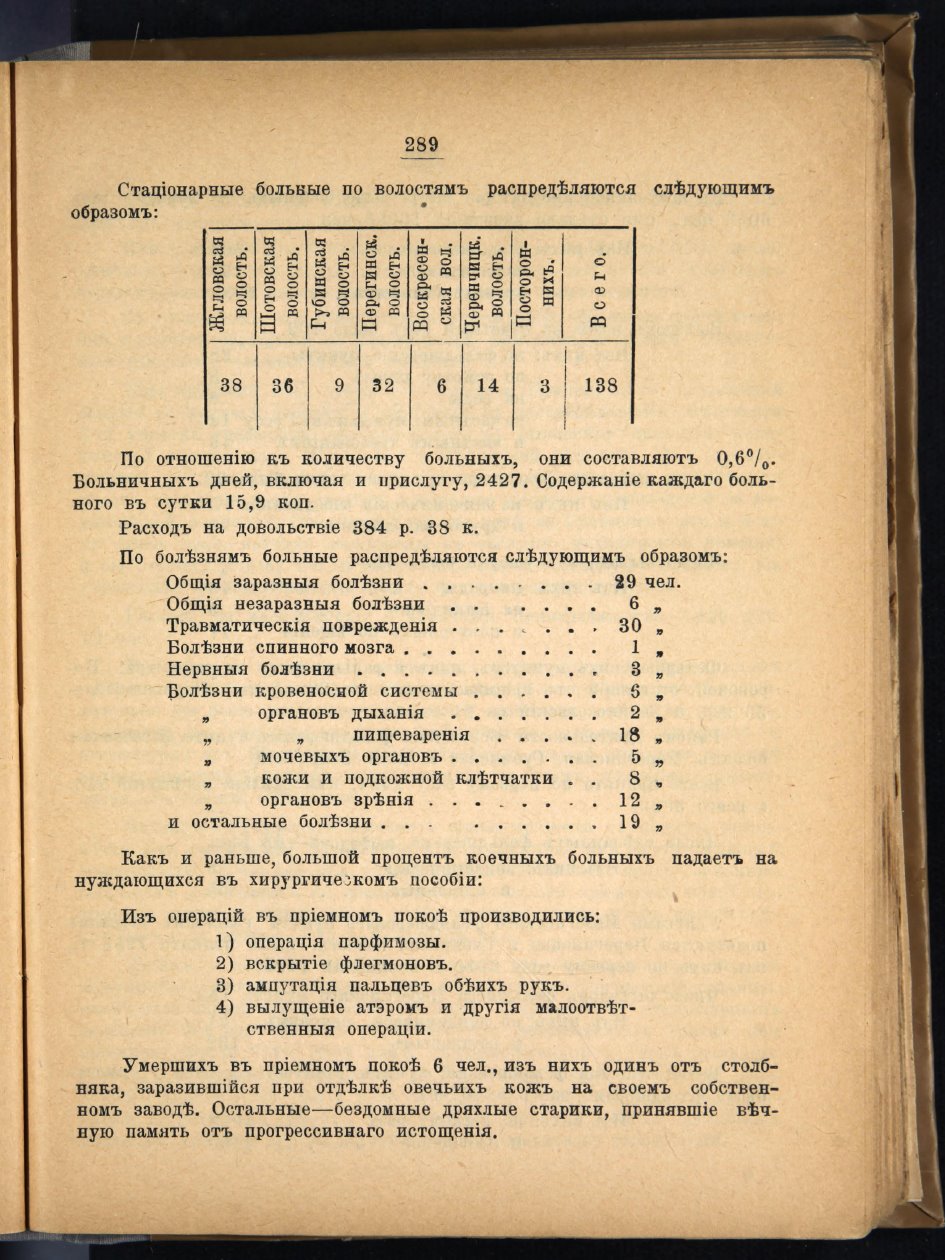 289
Стаціонарные больные по волостямъ распредѣляются слѣдующимъ
образомъ:
Жгловская волость.
Шотовская волость.
Губинская волость.
Перегинск. волость.
Воскресен-ская вол.
Черенчицк. волость.
Посторон-нихъ.
Всего.
38 36 9 32 6 14 3 138
По отношенію къ количеству больныхъ, они составляютъ 0,6%.
Больничныхъ дней, включая и прислугу, 2427. Содержаніе каждаго боль-
ного въ сутки 15,9 коп.
Расходъ на довольствіе 384 р. 38 к.
По болѣзнямъ больные распредѣляются слѣдующимъ образомъ:
Общія заразныя болѣзни . . . . . . . . 29 чел.
Общія незаразныя болѣзни . . . . . . . 6 „
Травматическія поврежденія . . . . . . . 30 „
Болѣзни спинного мозга . . . . . . . . . 1 „
Нервныя болѣзни . . . . . . . . . . . 3 „
Болѣзни кровеносной системы . . . . . . 6 „
„ органовъ дыханія . . . . . . . 2 „
„ „ пищеваренія . . . . . 18 „
„ мочевыхъ органовъ . . . . . . . 5 „
„ кожи и подкожной клѣтчатки . . 8 „
„ органовъ зрѣнія . . . . . . . . 12 „
и остальные болѣзни . . . . . . . . . . 19 „
Какъ и раньше, большой процентъ коечныхъ больныхъ падаетъ на
нуждающихся въ хирургическомъ пособіи:
Изъ операцій въ пріемномъ покоѣ производились:
1) операція парфимозы.
2) вскрытіе флегмоновъ.
3) ампутація пальцевъ обѣихъ рукъ.
4) вылущеніе атэромъ и другія малоотвѣт-
ственныя операціи.
Умершихъ въ пріемномъ покоѣ 6 чел., изъ нихъ одинъ отъ столб-
няка, заразившійся при отдѣлкѣ овечьихъ кожъ на своемъ собствен-
номъ заводѣ. Остальные—бездомные дряхлые старики, принявшіе вѣч-
ную память отъ прогрессивнаго истощенія.